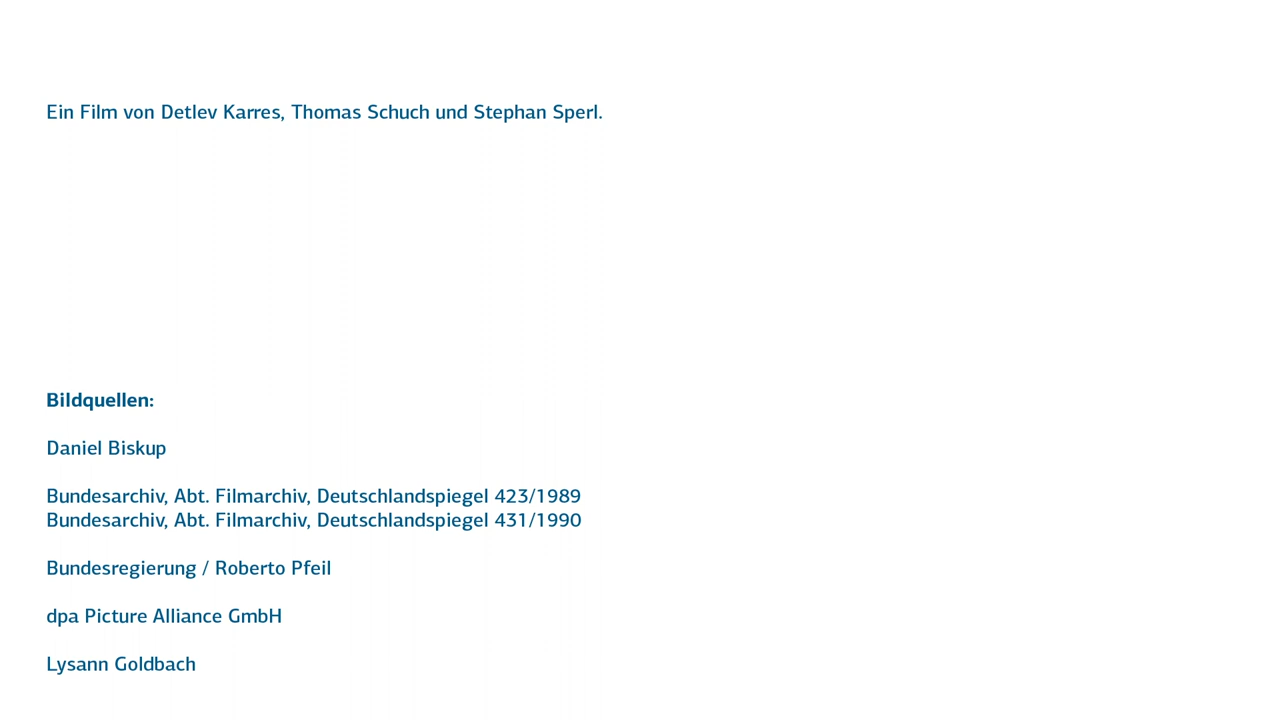 Ein Film von Detlev Karres, Thomas Schuch und Stephan Sperl.
Bildquellen:
Daniel Biskup
Bundesarchiv, Abt. Filmarchiv, Deutschlandspiegel 423/1989
Bundesarchiv, Abt. Filmarchiv, Deutschlandspiegel 431/1990
Bundesregierung / Roberto Pfeil
dpa Picture Alliance GmbH
Lysann Goldbach